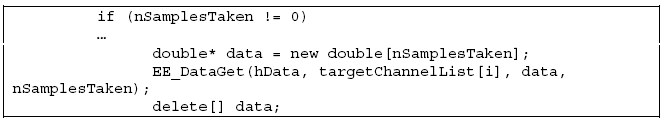 if (nSamplesTaken != 0)
…
double* data = new double[nSamplesTaken];
EE_DataGet(hData, targetChannelList[i], data,
nSamplesTaken);
delete[] data;